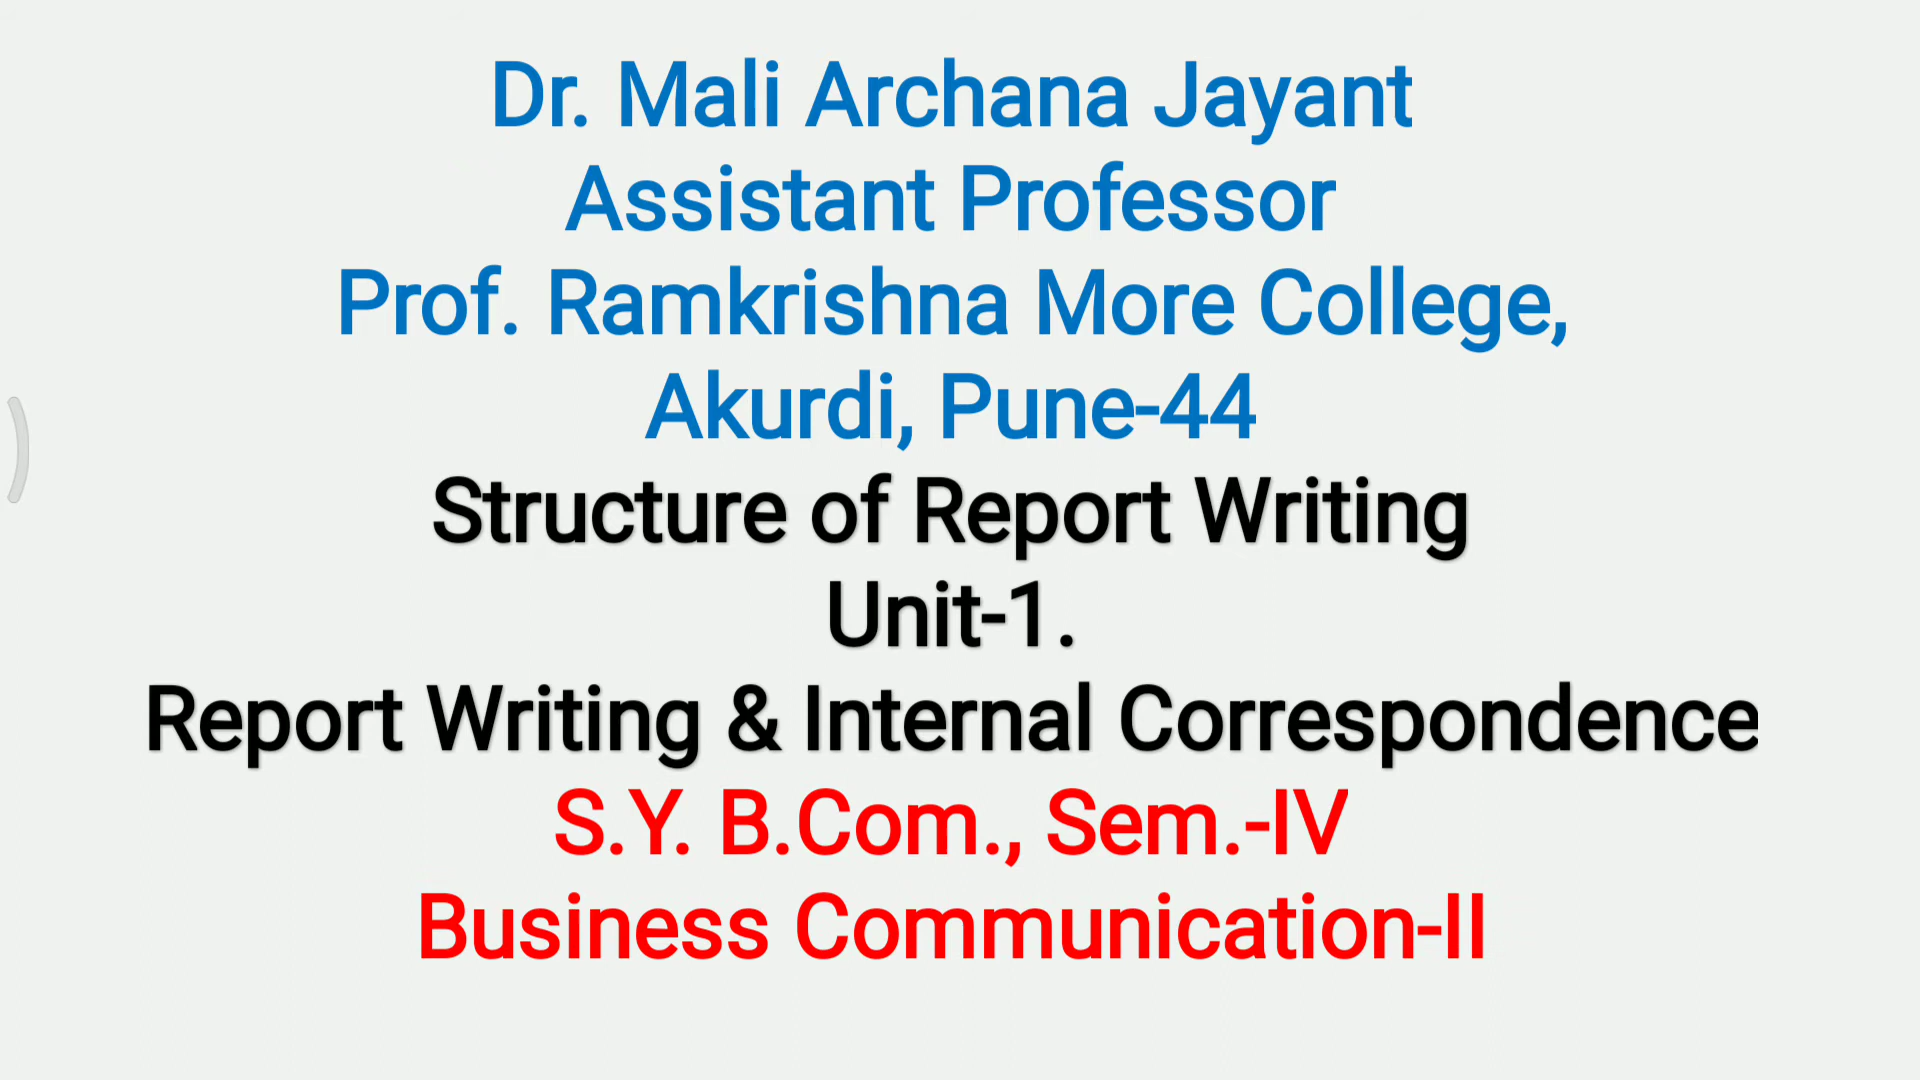 Dr. Mali Archana Jayant
Assistant Professor
Prof. Ramkrishna More College,
Akurdi, Pune-44
Structure of Report Writing
Unit-1.
Report Writing & Internal Correspondence
S.Y. B.Com., Sem.-IV
Business Communication-II